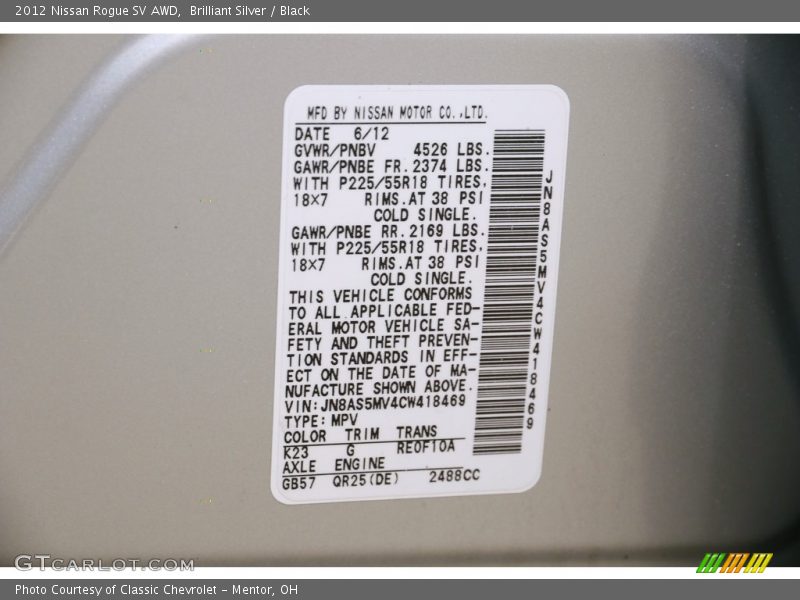 2012 Nissan Rogue SV AWD, Brilliant Silver / Black
MFD BY NISSAN MOTOR CO.,LTD.
DATE 6/12
GVWR/PNBV 4526 LBS.
GAWR/PNBE FR. 2374 LBS.
WITH P225/55R18 TIRES,
18×7 RIMS.AT 38 PSI
COLD SINGLE.
GAWR/PNBE RR. 2169 LBS.
WITH P225/55R18 TIRES,
18×7 RIMS.AT 38 PSI
COLD SINGLE.
THIS VEHICLE CONFORMS
TO ALL APPLICABLE FED-
ERAL MOTOR VEHICLE SA-
FETY AND THEFT PREVEN-
TION STANDARDS IN EFF-
ECT ON THE DATE OF MA-
NUFACTURE SHOWN ABOVE.
VIN:JN8AS5MV4CW418469
TYPE:MPV
COLOR TRIM TRANS
K23 G RE0F10A
AXLE ENGINE
GB57 QR25(DE) 2488CC
JN8AS5MV4CW418469
GTCARLOT.COM
Photo Courtesy of Classic Chevrolet - Mentor, OH